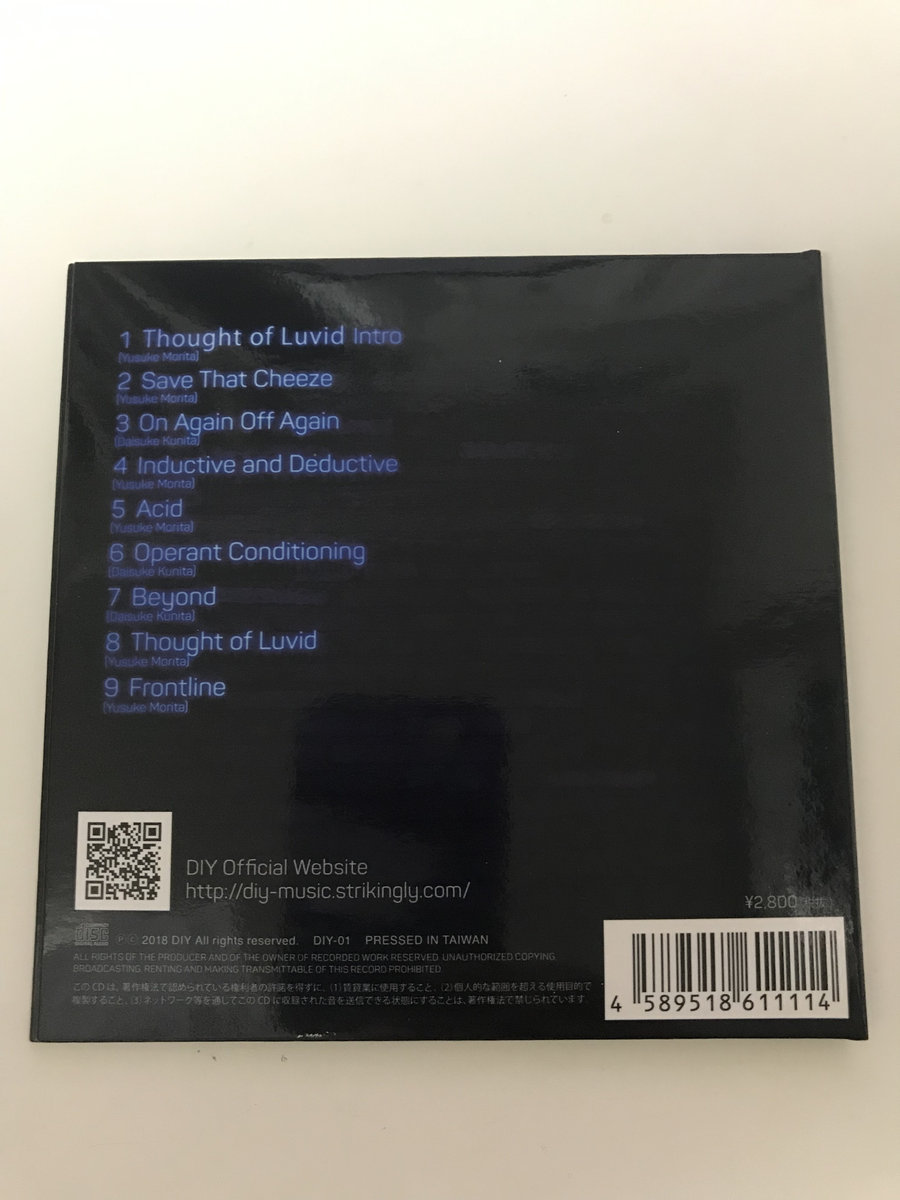 1 Thought of Luvid Intro
(Yusuke Morita)
2 Save That Cheeze
(Yusuke Morita)
3 On Again Off Again
(Daisuke Kunita)
4 Inductive and Deductive
(Yusuke Morita)
5 Acid
(Yusuke Morita)
6 Operant Conditioning
(Daisuke Kunita)
7 Beyond
(Daisuke Kunita)
8 Thought of Luvid
(Yusuke Morita)
9 Frontline
(Yusuke Morita)
DIY Official Website
http://diy-music.strikingly.com/
¥2,800
disc
DIGITAL AUDIO
Ⓟ Ⓒ 2018 DIY All rights reserved. DIY-01 PRESSED IN TAIWAN
ALL RIGHTS OF THE PRODUCER AND OF THE OWNER OF RECORDED WORK RESERVED. UNAUTHORIZED COPYING,
BROADCASTING, RENTING AND MAKING TRANSMITTABLE OF THIS RECORD PROHIBITED.
このCDは、著作権法で認められている権利者の許諾を得ずに、(1)賃貸業に使用すること、(2)個人的な範囲を超える使用目的で
複製すること、(3)ネットワーク等を通してこのCDに収録された音を送信できる状態にすることは、著作権法で禁じられています。
4 589518 611114